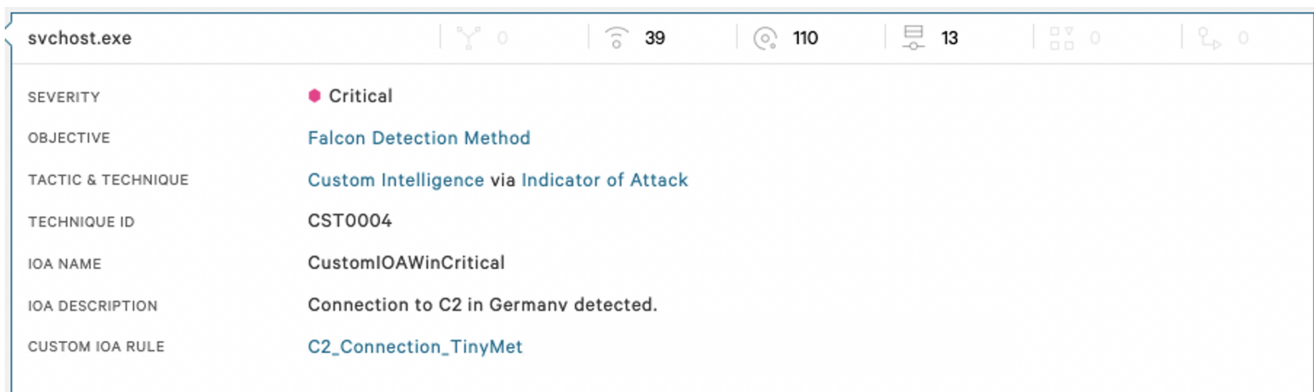 svchost.exe 0 39 110 13 0 0
SEVERITY Critical
OBJECTIVE Falcon Detection Method
TACTIC & TECHNIQUE Custom Intelligence via Indicator of Attack
TECHNIQUE ID CST0004
IOA NAME CustomIOAWinCritical
IOA DESCRIPTION Connection to C2 in Germany detected.
CUSTOM IOA RULE C2_Connection_TinyMet